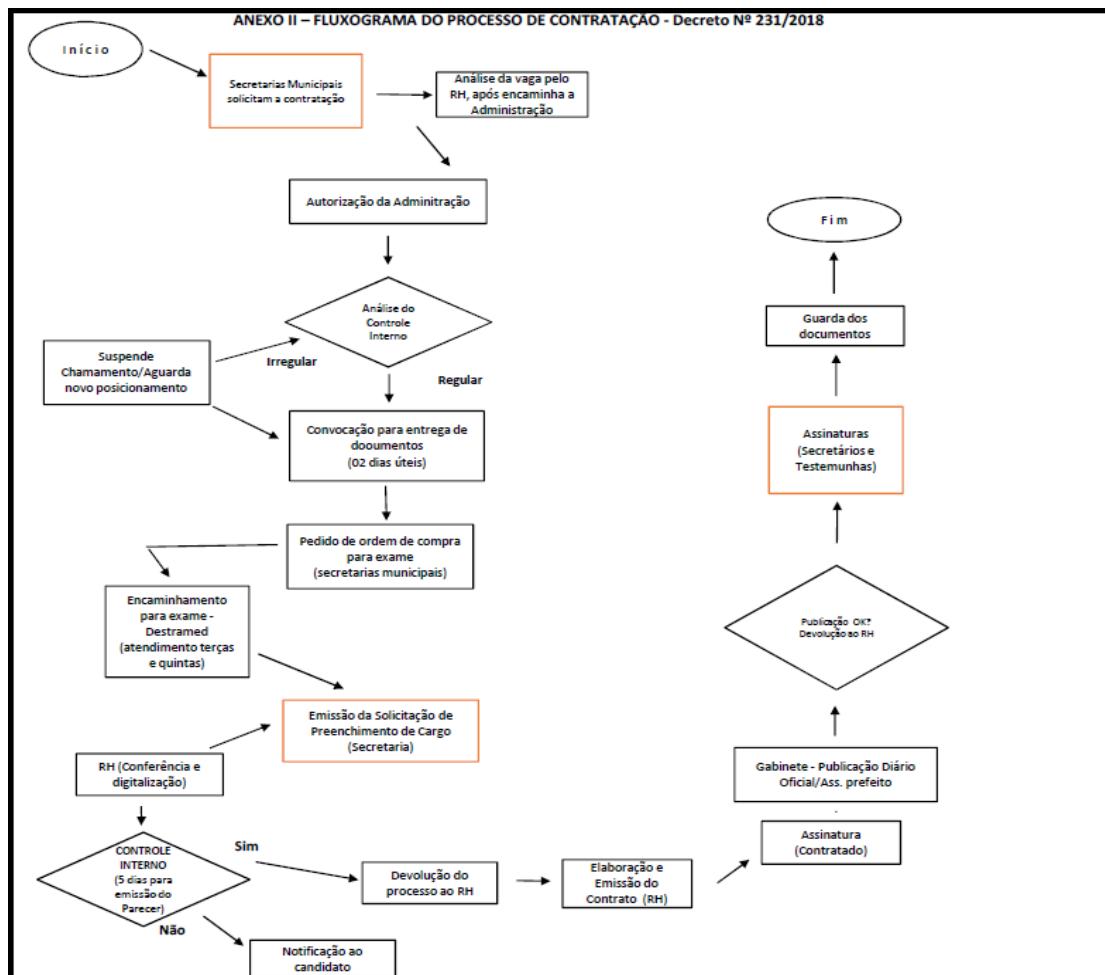 ANEXO II – FLUXOGRAMA DO PROCESSO DE CONTRATAÇÃO - Decreto Nº 231/2018
Início
Secretarias Municipais
solicitam a contratação
Análise da vaga pelo
RH, após encaminha a
Administração
Autorização da Adminitração
Análise do
Controle
Interno
Irregular
Regular
Suspende
Chamamento/Aguarda
novo posicionamento
Convocação para entrega de
dooumentos
(02 dias úteis)
Pedido de ordem de compra
para exame
(secretarias municipais)
Encaminhamento
para exame -
Destramed
(atendimento terças
e quintas)
Emissão da Solicitação de
Preenchimento de Cargo
(Secretaria)
RH (Conferência e
digitalização)
CONTROLE
INTERNO
(5 dias para
emissão do
Parecer)
Sim
Não
Notificação ao
candidato
Devolução do
processo ao RH
Elaboração e
Emissão do
Contrato (RH)
Assinatura
(Contratado)
Gabinete - Publicação Diário
Oficial/Ass. prefeito
Publicação OK?
Devolução ao RH
Assinaturas
(Secretários e
Testemunhas)
Guarda dos
documentos
Fim